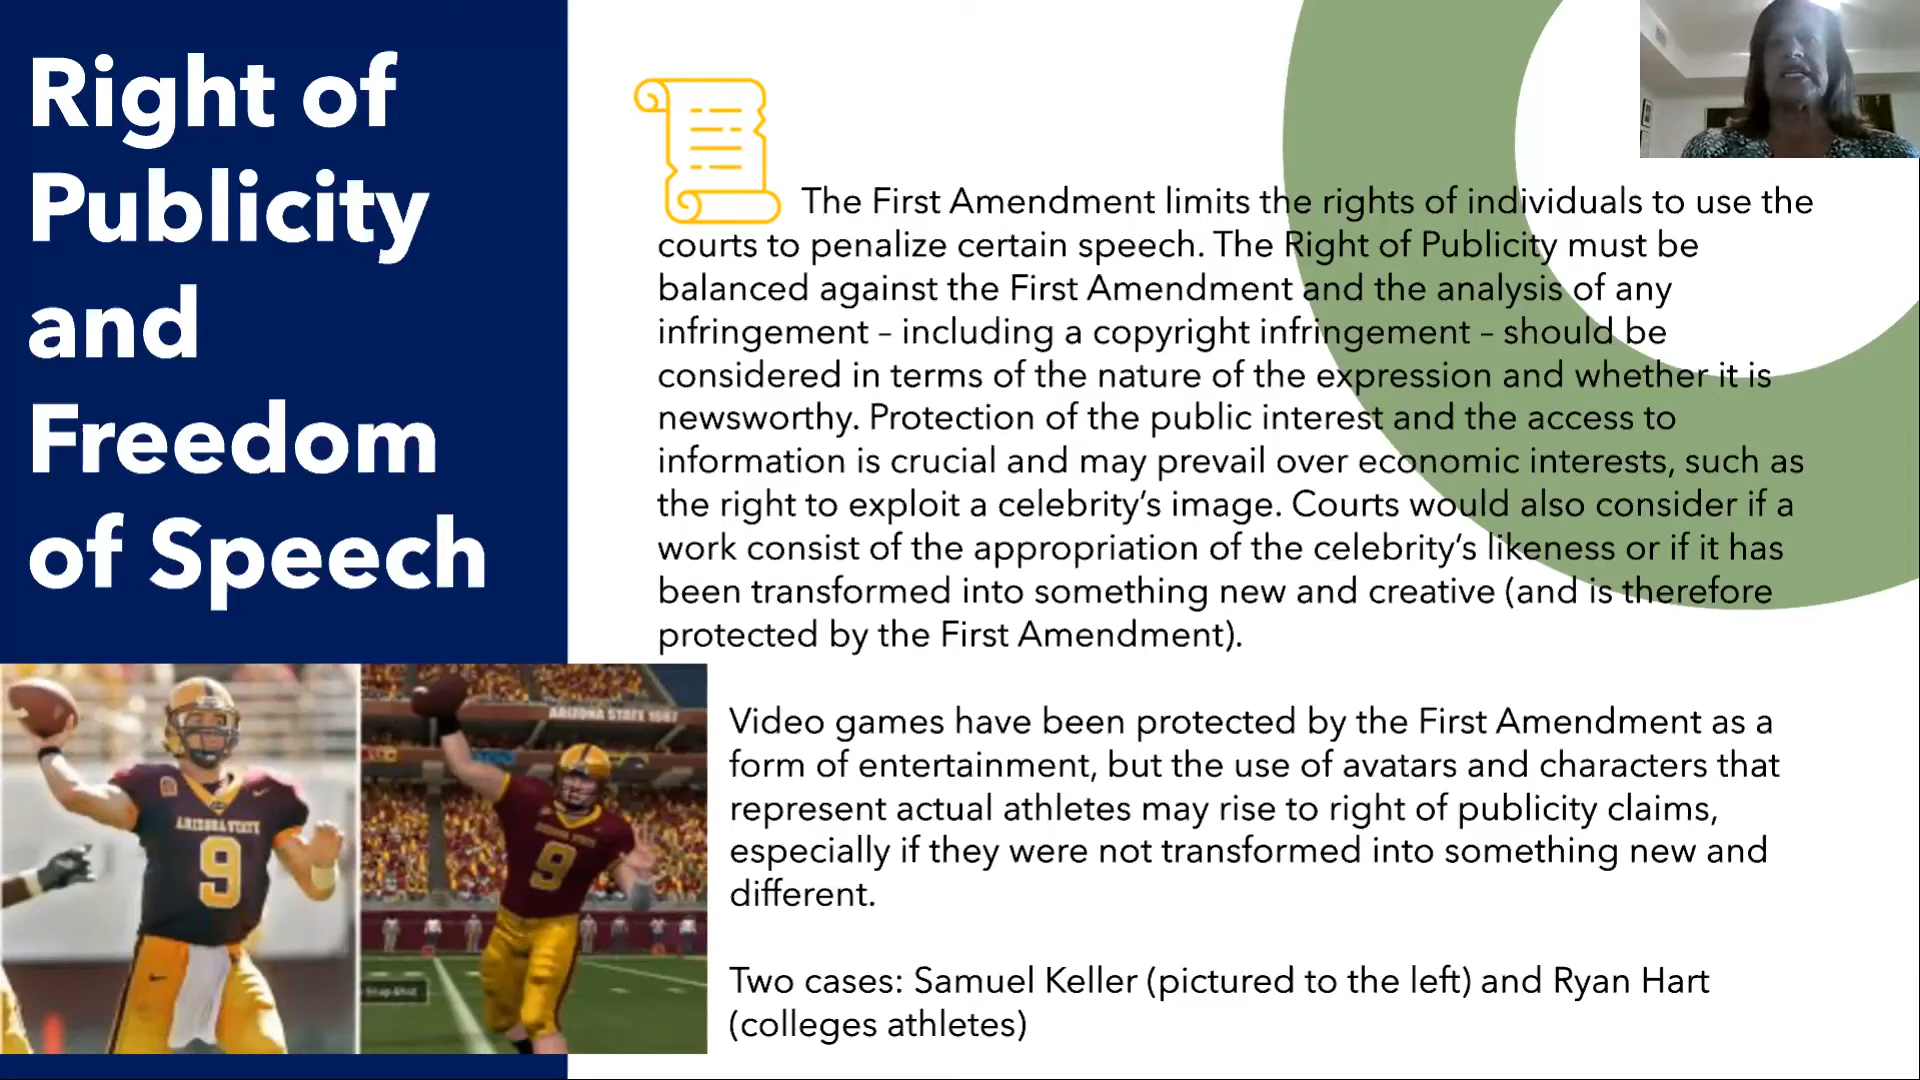 Right of
Publicity
and
Freedom
of Speech
The First Amendment limits the rights of individuals to use the
courts to penalize certain speech. The Right of Publicity must be
balanced against the First Amendment and the analysis of any
infringement – including a copyright infringement – should be
considered in terms of the nature of the expression and whether it is
newsworthy. Protection of the public interest and the access to
information is crucial and may prevail over economic interests, such as
the right to exploit a celebrity’s image. Courts would also consider if a
work consist of the appropriation of the celebrity’s likeness or if it has
been transformed into something new and creative (and is therefore
protected by the First Amendment).
Video games have been protected by the First Amendment as a
form of entertainment, but the use of avatars and characters that
represent actual athletes may rise to right of publicity claims,
especially if they were not transformed into something new and
different.
Two cases: Samuel Keller (pictured to the left) and Ryan Hart
(colleges athletes)
ARIZONA STATE
9
ARIZONA STATE
9